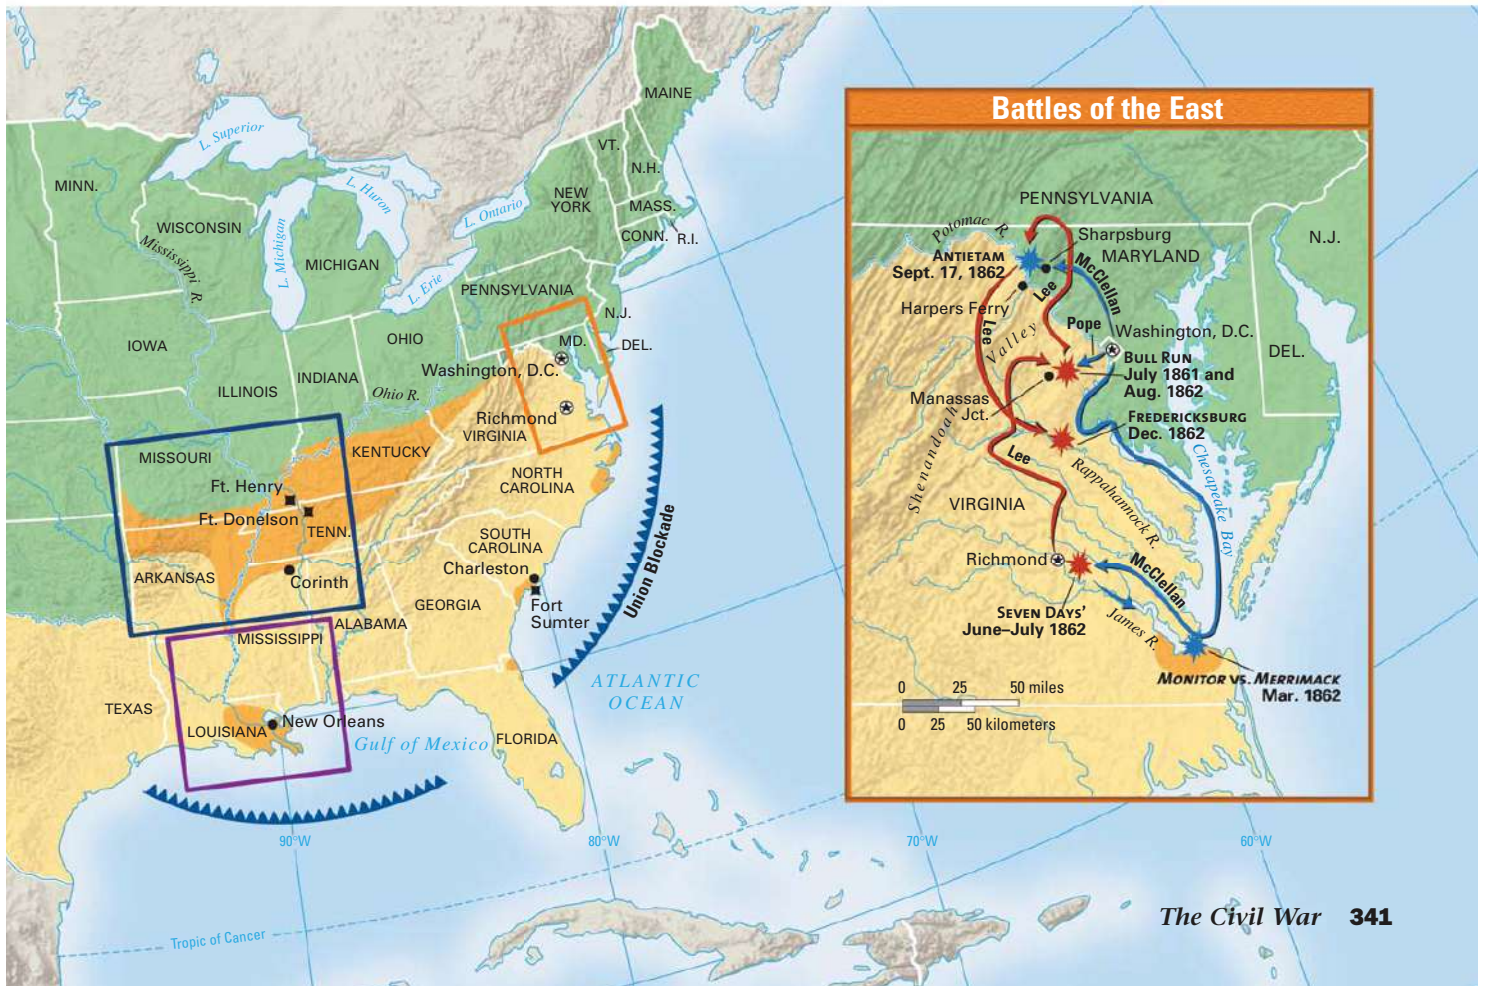 MAINE
VT.
N.H.
NEW
YORK
MASS.
CONN.
R.I.
L. Superior
L. Huron
L. Ontario
L. Michigan
L. Erie
MINN.
WISCONSIN
Mississippi R.
MICHIGAN
PENNSYLVANIA
N.J.
IOWA
OHIO
MD.
DEL.
Washington, D.C.
ILLINOIS
INDIANA
Ohio R.
Richmond
VIRGINIA
MISSOURI
KENTUCKY
Ft. Henry
NORTH
CAROLINA
Ft. Donelson
TENN.
SOUTH
CAROLINA
Charleston
ARKANSAS
Corinth
GEORGIA
Fort
Sumter
Union Blockade
ALABAMA
MISSISSIPPI
TEXAS
LOUISIANA
New Orleans
Gulf of Mexico
FLORIDA
ATLANTIC
OCEAN
90°W
80°W
70°W
60°W
Tropic of Cancer
Battles of the East
PENNSYLVANIA
Potomac R.
Sharpsburg
MARYLAND
N.J.
ANTIETAM
Sept. 17, 1862
McClellan
Harpers Ferry
Lee
Lee
Pope
Washington, D.C.
DEL.
BULL RUN
July 1861 and
Aug. 1862
Manassas
Jct.
Shenandoah Valley
FREDERICKSBURG
Dec. 1862
Lee
Rappahannock R.
Chesapeake Bay
VIRGINIA
Richmond
McClellan
SEVEN DAYS'
June–July 1862
James R.
MONITOR VS. MERRIMACK
Mar. 1862
0 25 50 miles
0 25 50 kilometers
The Civil War 341